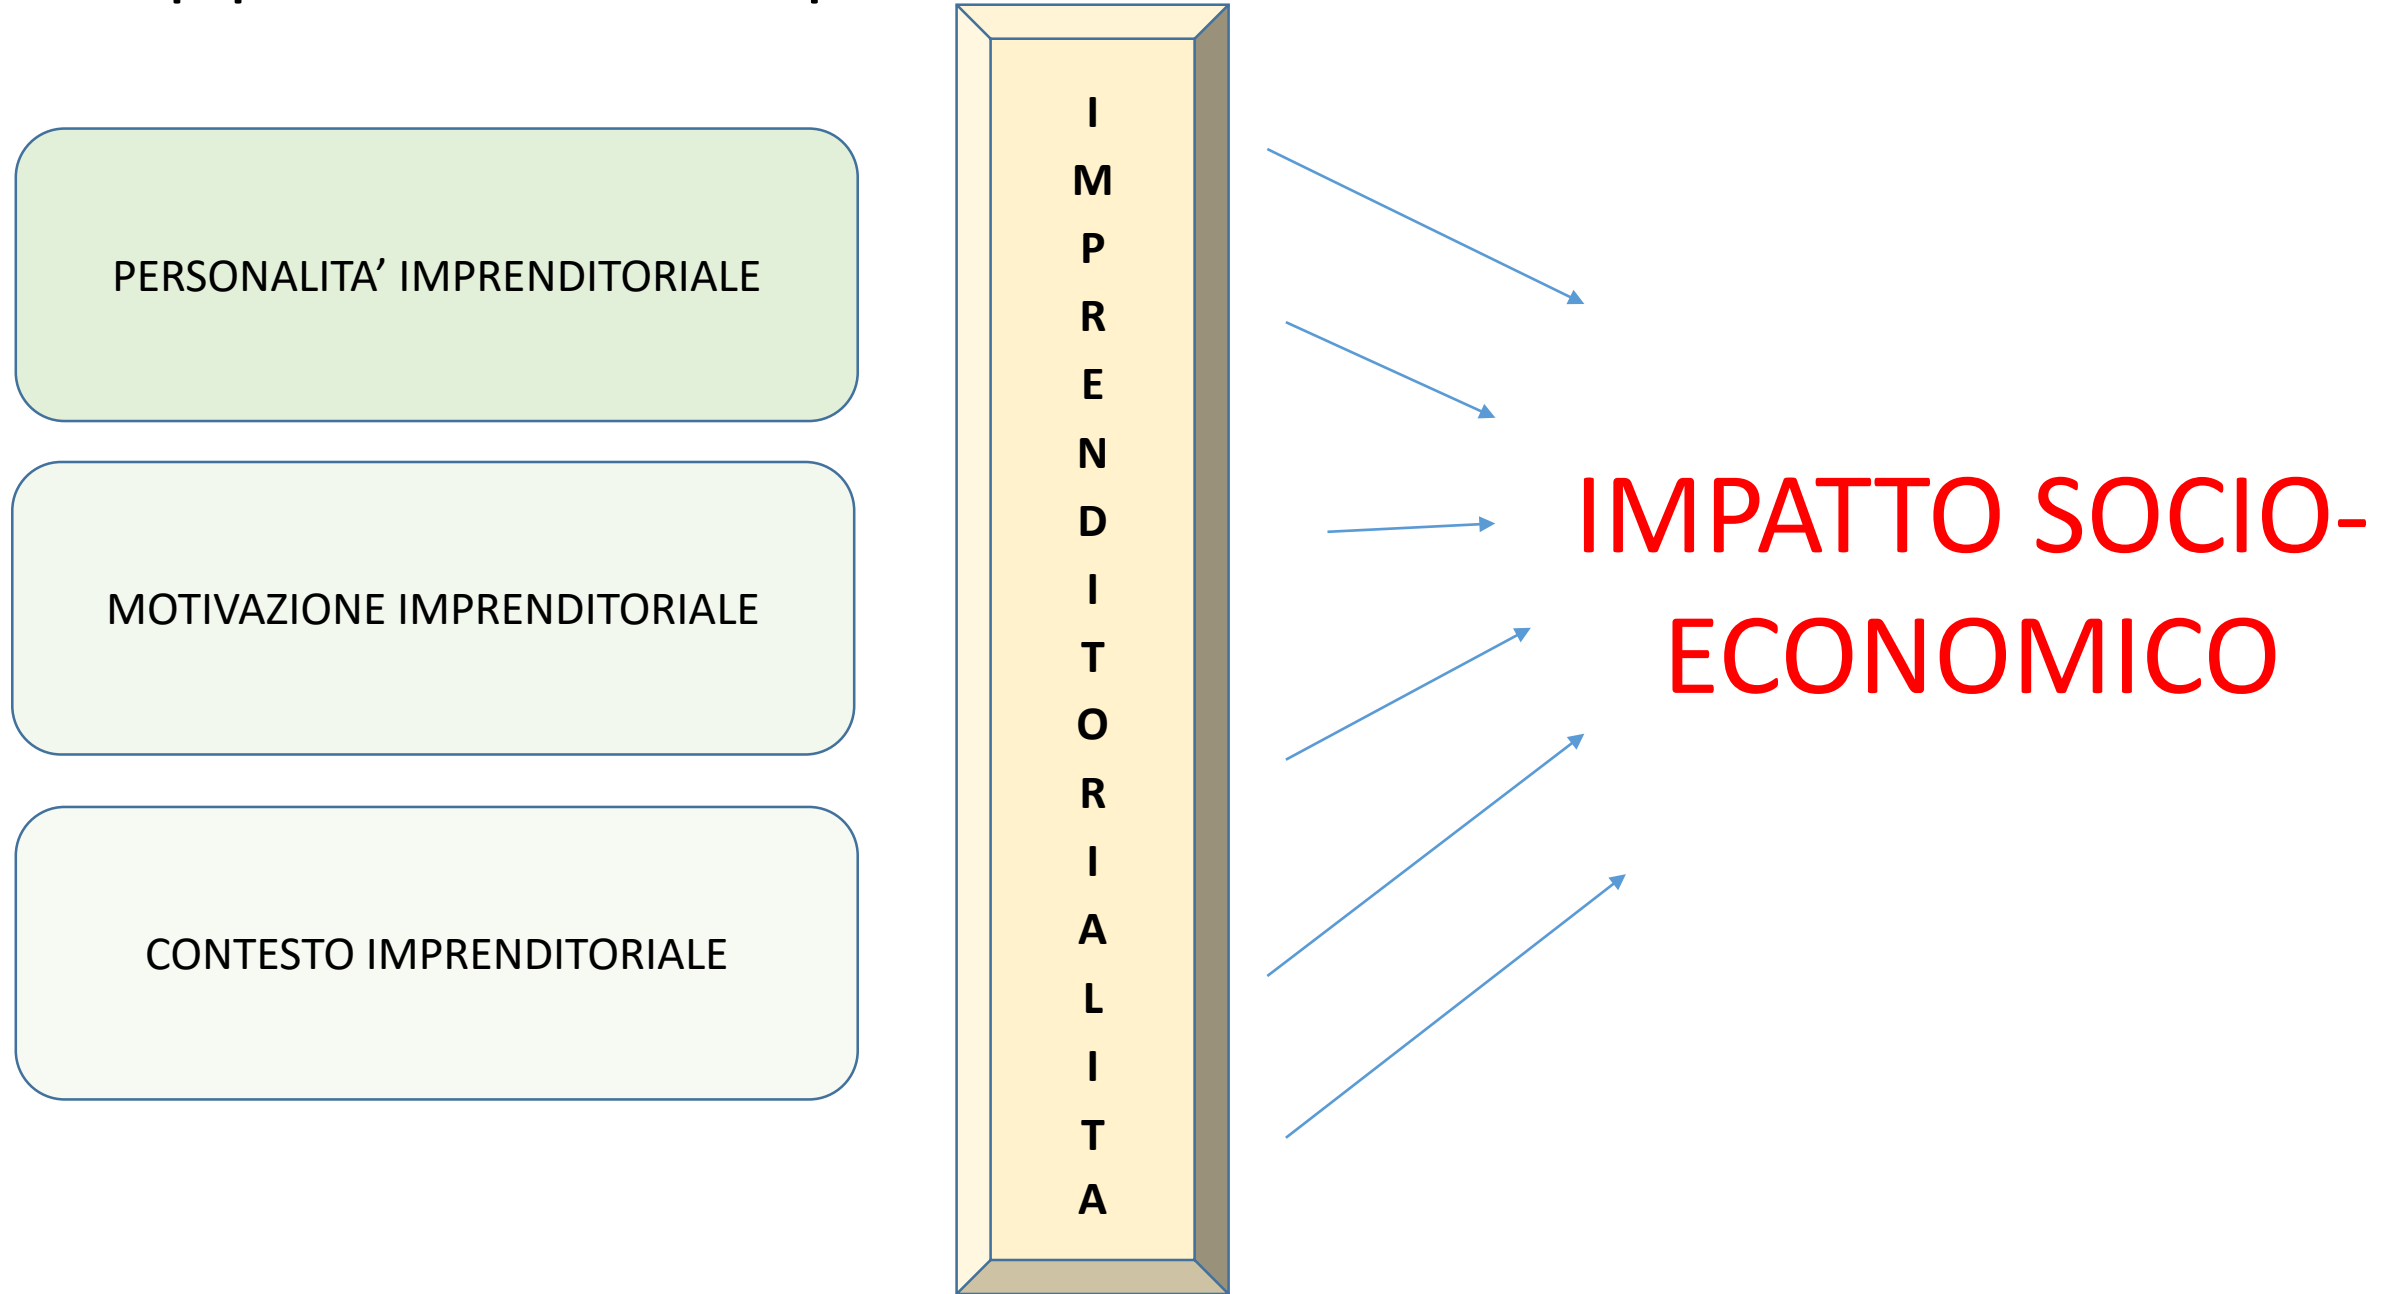 PERSONALITA’ IMPRENDITORIALE
MOTIVAZIONE IMPRENDITORIALE
CONTESTO IMPRENDITORIALE
I
M
P
R
E
N
D
I
T
O
R
I
A
L
I
T
A
IMPATTO SOCIO-
ECONOMICO